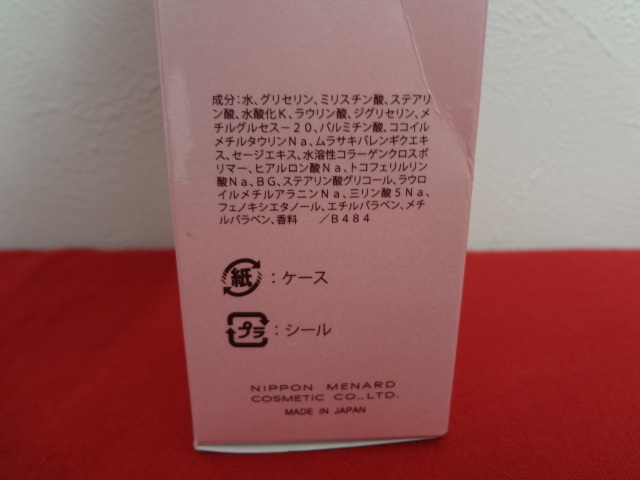 成分：水、グリセリン、ミリスチン酸、ステアリ
ン酸、水酸化K、ラウリン酸、ジグリセリン、メ
チルグルセス－２０、パルミチン酸、ココイル
メチルタウリンＮａ、ムラサキバレンギクエキ
ス、セージエキス、水溶性コラーゲンクロスポ
リマー、ヒアルロン酸Ｎａ、トコフェリルリン
酸Ｎａ、ＢＧ、ステアリン酸グリコール、ラウロ
イルメチルアラニンＮａ、三リン酸５Ｎａ、
フェノキシエタノール、エチルパラベン、メチ
ルパラベン、香料　／Ｂ４８４
紙：ケース
プラ：シール
NIPPON MENARD
COSMETIC CO.,LTD.
MADE IN JAPAN